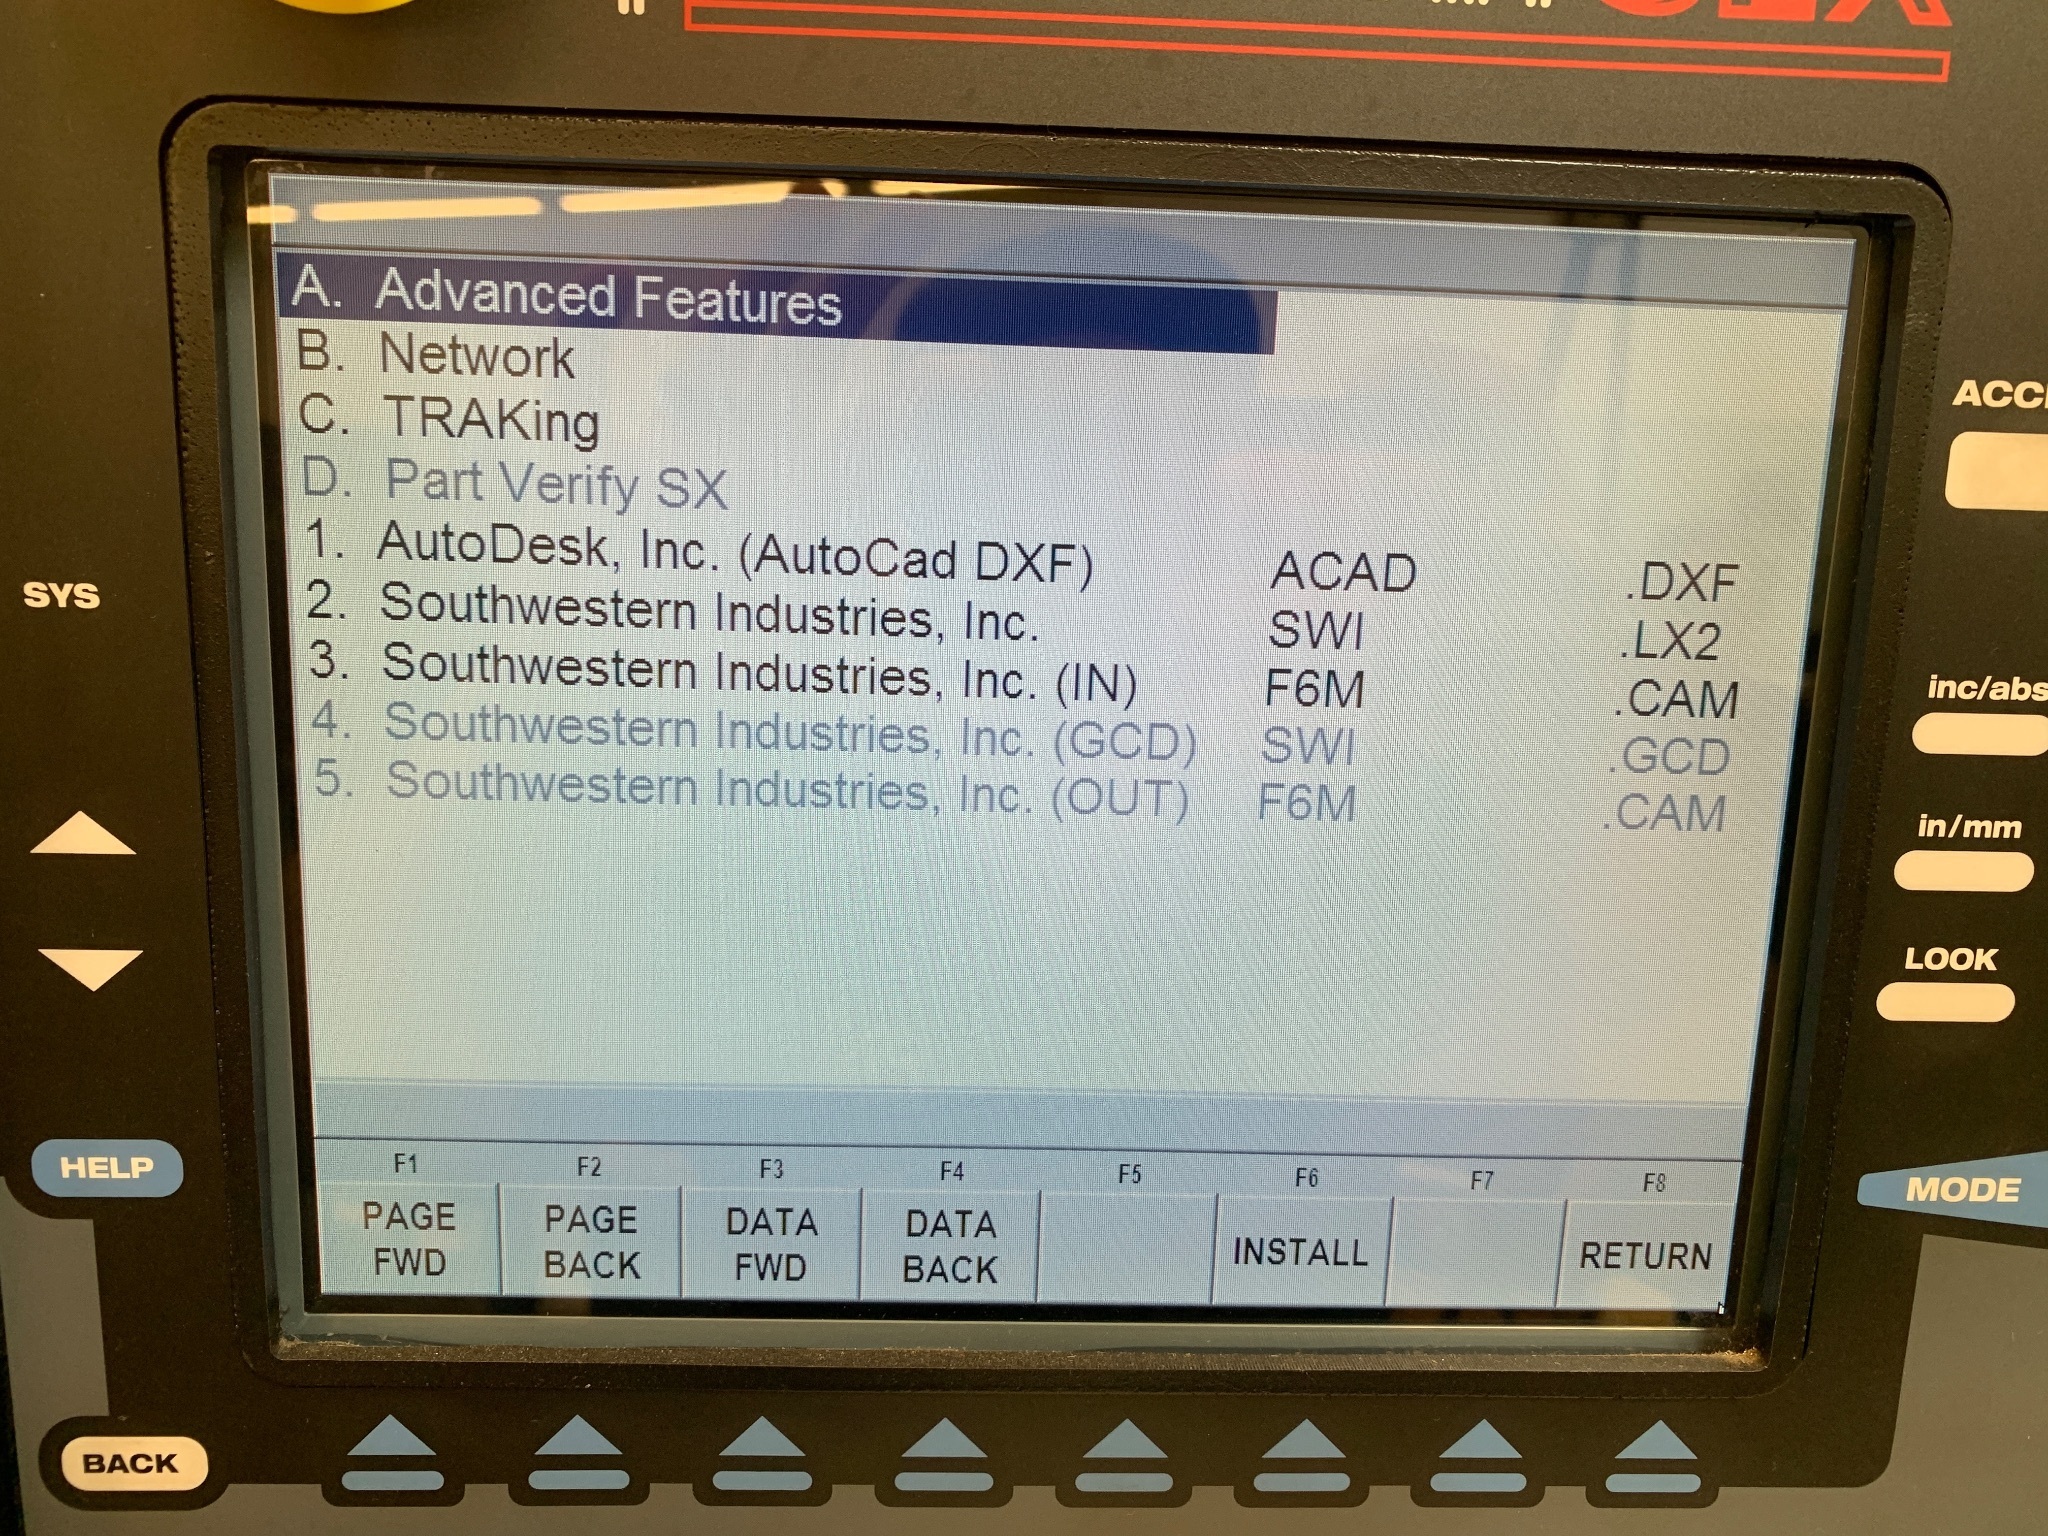 A. Advanced Features
B. Network
C. TRAKing
D. Part Verify SX
1. AutoDesk, Inc. (AutoCad DXF) ACAD .DXF
2. Southwestern Industries, Inc. SWI .LX2
3. Southwestern Industries, Inc. (IN) F6M .CAM
4. Southwestern Industries, Inc. (GCD) SWI .GCD
5. Southwestern Industries, Inc. (OUT) F6M .CAM
F1 F2 F3 F4 F5 F6 F7 F8
PAGE FWD
PAGE BACK
DATA FWD
DATA BACK
INSTALL
RETURN
SYS
HELP
BACK
inc/abs
in/mm
LOOK
MODE